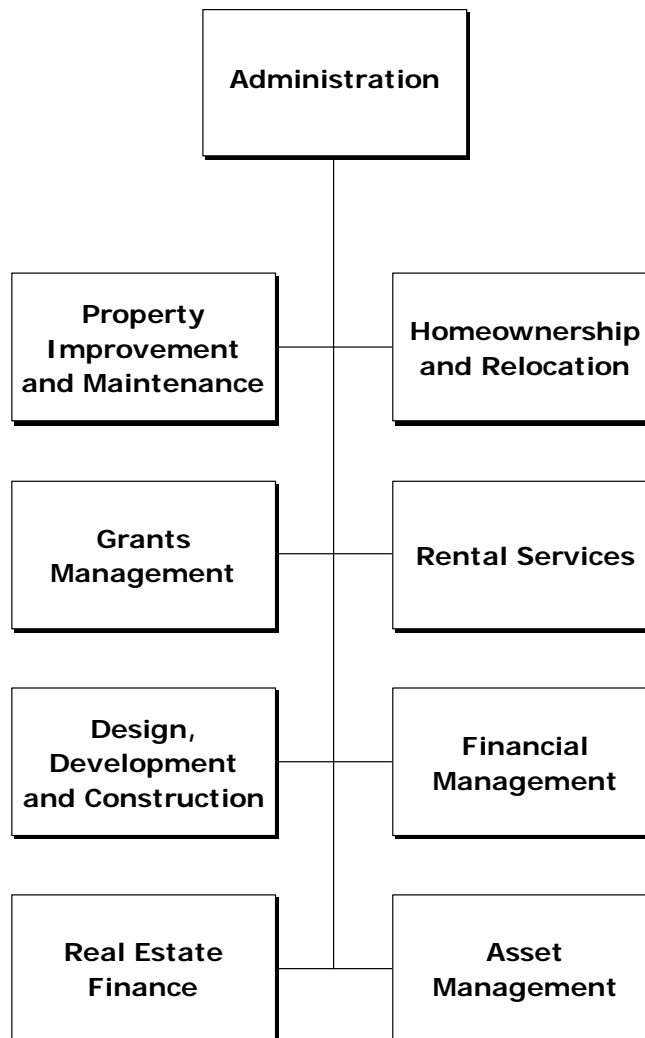 Administration
Property
Improvement
and Maintenance
Homeownership
and Relocation
Grants
Management
Rental Services
Design,
Development
and Construction
Financial
Management
Real Estate
Finance
Asset
Management